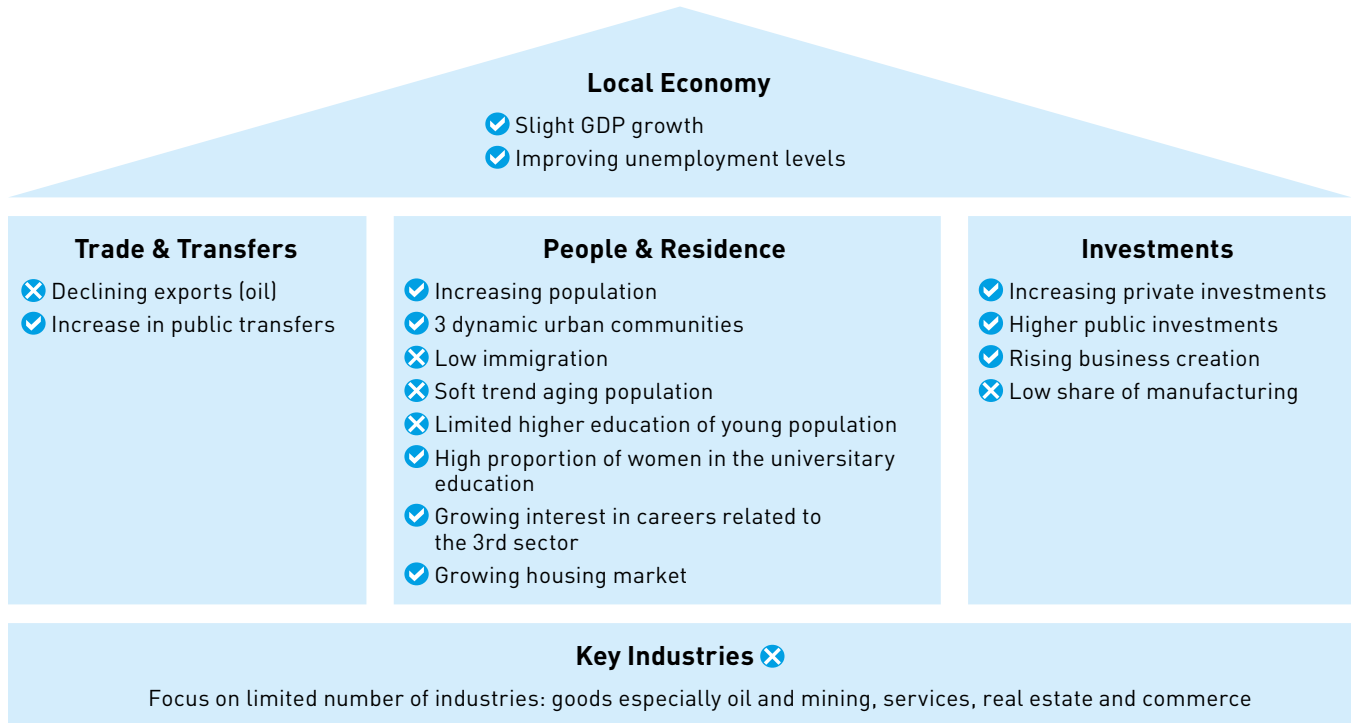 Local Economy
Slight GDP growth
Improving unemployment levels
Trade & Transfers
Declining exports (oil)
Increase in public transfers
People & Residence
Increasing population
3 dynamic urban communities
Low immigration
Soft trend aging population
Limited higher education of young population
High proportion of women in the universitary
education
Growing interest in careers related to
the 3rd sector
Growing housing market
Investments
Increasing private investments
Higher public investments
Rising business creation
Low share of manufacturing
Key Industries
Focus on limited number of industries: goods especially oil and mining, services, real estate and commerce